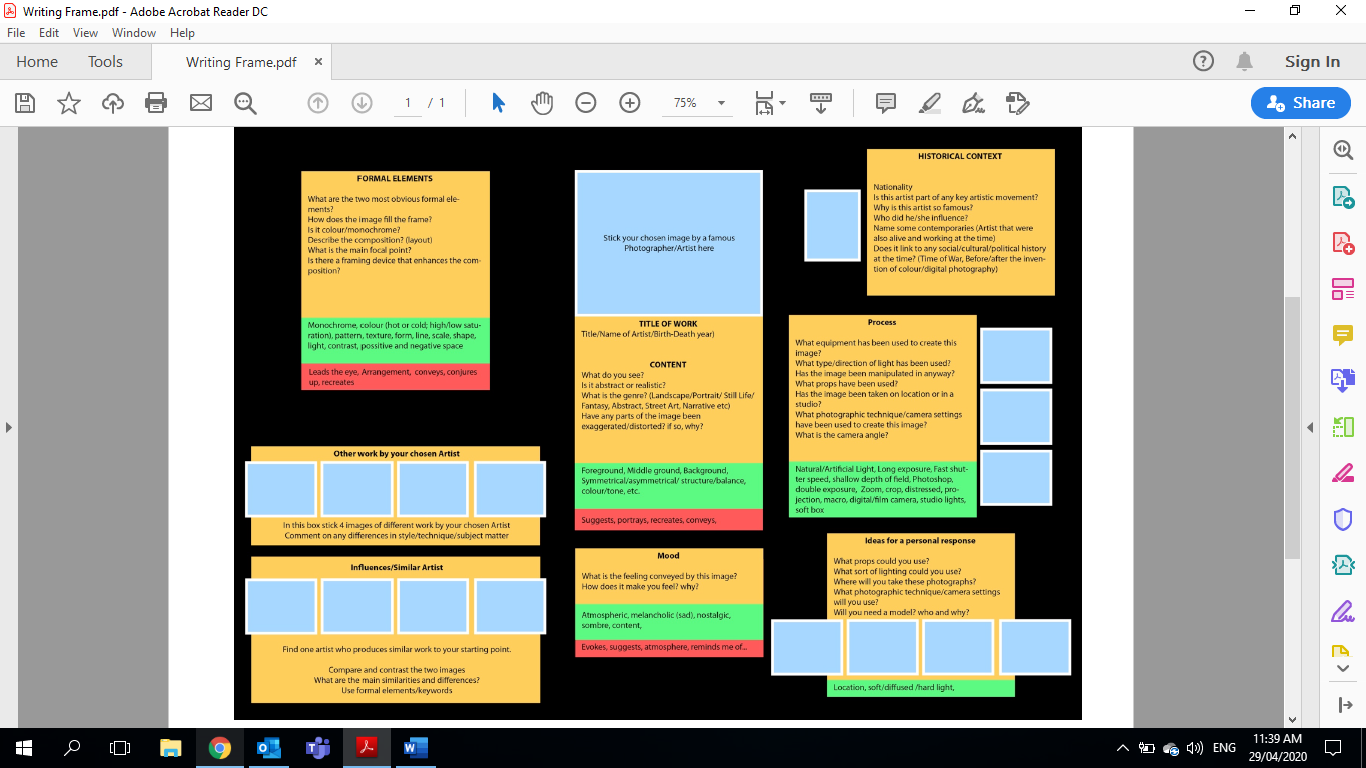 Writing Frame.pdf - Adobe Acrobat Reader DC
File Edit View Window Help
Home Tools Writing Frame.pdf × Sign In
1 / 1 75% Share
FORMAL ELEMENTS
What are the two most obvious formal ele-
ments?
How does the image fill the frame?
Is it colour/monochrome?
Describe the composition? (layout)
What is the main focal point?
Is there a framing device that enhances the com-
position?
Monochrome, colour (hot or cold; high/low satu-
ration), pattern, texture, form, line, scale, shape,
light, contrast, possitive and negative space
Leads the eye, Arrangement, conveys, conjures
up, recreates
Stick your chosen image by a famous
Photographer/Artist here
TITLE OF WORK
Title/Name of Artist/Birth-Death year)
CONTENT
What do you see?
Is it abstract or realistic?
What is the genre? (Landscape/Portrait/ Still Life/
Fantasy, Abstract, Street Art, Narrative etc)
Have any parts of the image been
exaggerated/distorted? if so, why?
Foreground, Middle ground, Background,
Symmetrical/asymmetrical/ structure/balance,
colour/tone, etc.
Suggests, portrays, recreates, conveys,
HISTORICAL CONTEXT
Nationality
Is this artist part of any key artistic movement?
Why is this artist so famous?
Who did he/she influence?
Name some contemporaries (Artist that were
also alive and working at the time)
Does it link to any social/cultural/political history
at the time? (Time of War, Before/after the inven-
tion of colour/digital photography)
Process
What equipment has been used to create this
image?
What type/direction of light has been used?
Has the image been manipulated in anyway?
What props have been used?
Has the image been taken on location or in a
studio?
What photographic technique/camera settings
have been used to create this image?
What is the camera angle?
Natural/Artificial Light, Long exposure, Fast shut-
ter speed, shallow depth of field, Photoshop,
double exposure, Zoom, crop, distressed, pro-
jection, macro, digital/film camera, studio lights,
soft box
Other work by your chosen Artist
In this box stick 4 images of different work by your chosen Artist
Comment on any differences in style/technique/subject matter
Influences/Similar Artist
Find one artist who produces similar work to your starting point.
Compare and contrast the two images
What are the main similarities and differences?
Use formal elements/keywords
Mood
What is the feeling conveyed by this image?
How does it make you feel? why?
Atmospheric, melancholic (sad), nostalgic,
sombre, content,
Evokes, suggests, atmosphere, reminds me of...
Ideas for a personal response
What props could you use?
What sort of lighting could you use?
Where will you take these photographs?
What photographic technique/camera settings
will you use?
Will you need a model? who and why?
Location, soft/diffused /hard light,
ENG
11:39 AM
29/04/2020